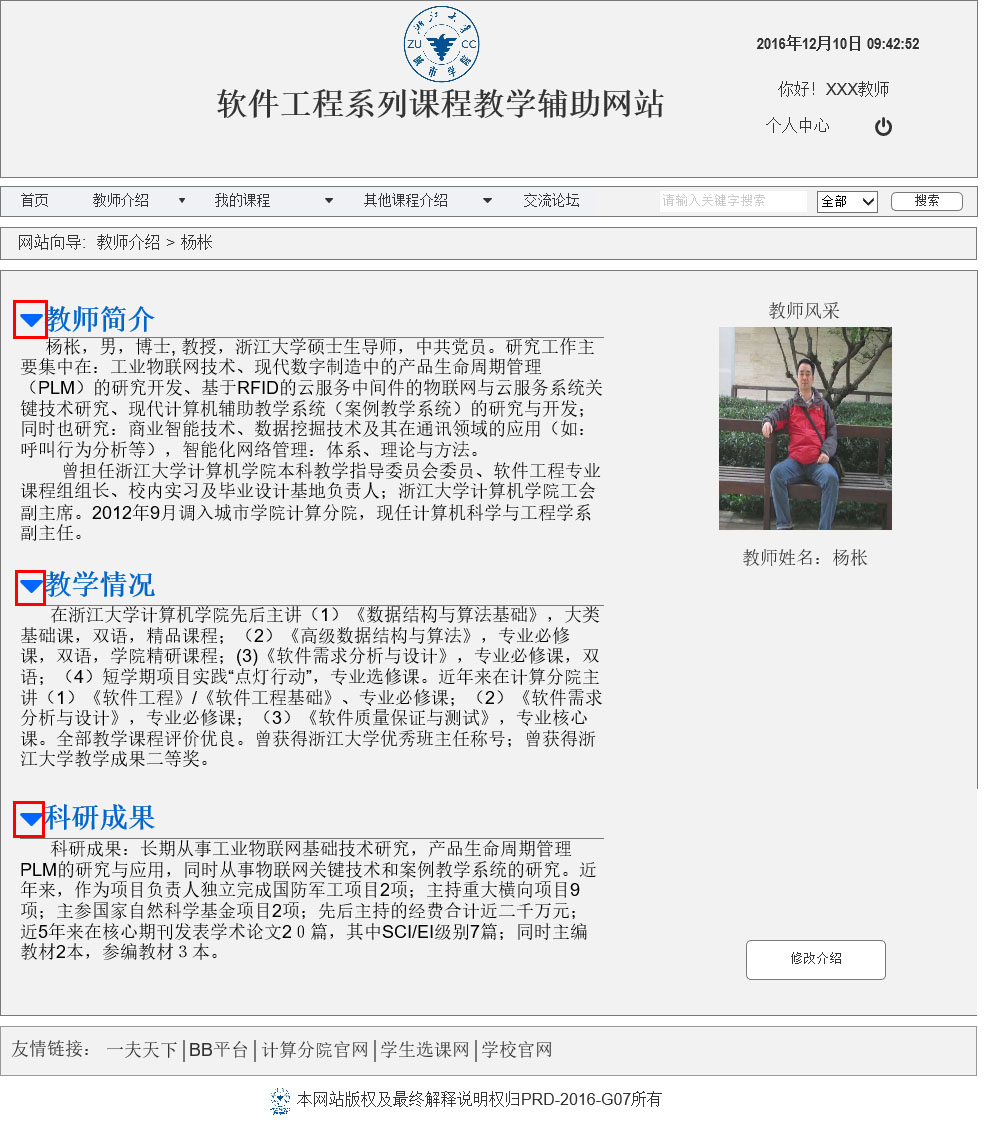 浙江大学
ZU CC
城市学院
2016年12月10日 09:42:52
软件工程系列课程教学辅助网站
你好！XXX教师
个人中心
首页 教师介绍 我的课程 其他课程介绍 交流论坛 请输入关键字搜索 全部 搜索
网站向导: 教师介绍 > 杨枨
教师简介
杨枨，男，博士, 教授，浙江大学硕士生导师，中共党员。研究工作主
要集中在：工业物联网技术、现代数字制造中的产品生命周期管理
（PLM）的研究开发、基于RFID的云服务中间件的物联网与云服务系统关
键技术研究、现代计算机辅助教学系统（案例教学系统）的研究与开发；
同时也研究：商业智能技术、数据挖掘技术及其在通讯领域的应用（如：
呼叫行为分析等），智能化网络管理：体系、理论与方法。
曾担任浙江大学计算机学院本科教学指导委员会委员、软件工程专业
课程组组长、校内实习及毕业设计基地负责人；浙江大学计算机学院工会
副主席。2012年9月调入城市学院计算分院，现任计算机科学与工程学系
副主任。
教师风采
教师姓名：杨枨
教学情况
在浙江大学计算机学院先后主讲（1）《数据结构与算法基础》，大类
基础课，双语，精品课程；（2）《高级数据结构与算法》，专业必修
课，双语，学院精研课程；(3)《软件需求分析与设计》，专业必修课，双
语；（4）短学期项目实践“点灯行动”，专业选修课。近年来在计算分院主
讲（1）《软件工程》/《软件工程基础》、专业必修课；（2）《软件需求
分析与设计》，专业必修课；（3）《软件质量保证与测试》，专业核心
课。全部教学课程评价优良。曾获得浙江大学优秀班主任称号；曾获得浙
江大学教学成果二等奖。
科研成果
科研成果：长期从事工业物联网基础技术研究，产品生命周期管理
PLM的研究与应用，同时从事物联网关键技术和案例教学系统的研究。近
年来，作为项目负责人独立完成国防军工项目2项；主持重大横向项目9
项；主参国家自然科学基金项目2项；先后主持的经费合计近二千万元；
近5年来在核心期刊发表学术论文2０篇，其中SCI/EI级别7篇；同时主编
教材2本，参编教材３本。
修改介绍
友情链接： 一夫天下│BB平台│计算分院官网│学生选课网│学校官网
本网站版权及最终解释说明权归PRD-2016-G07所有